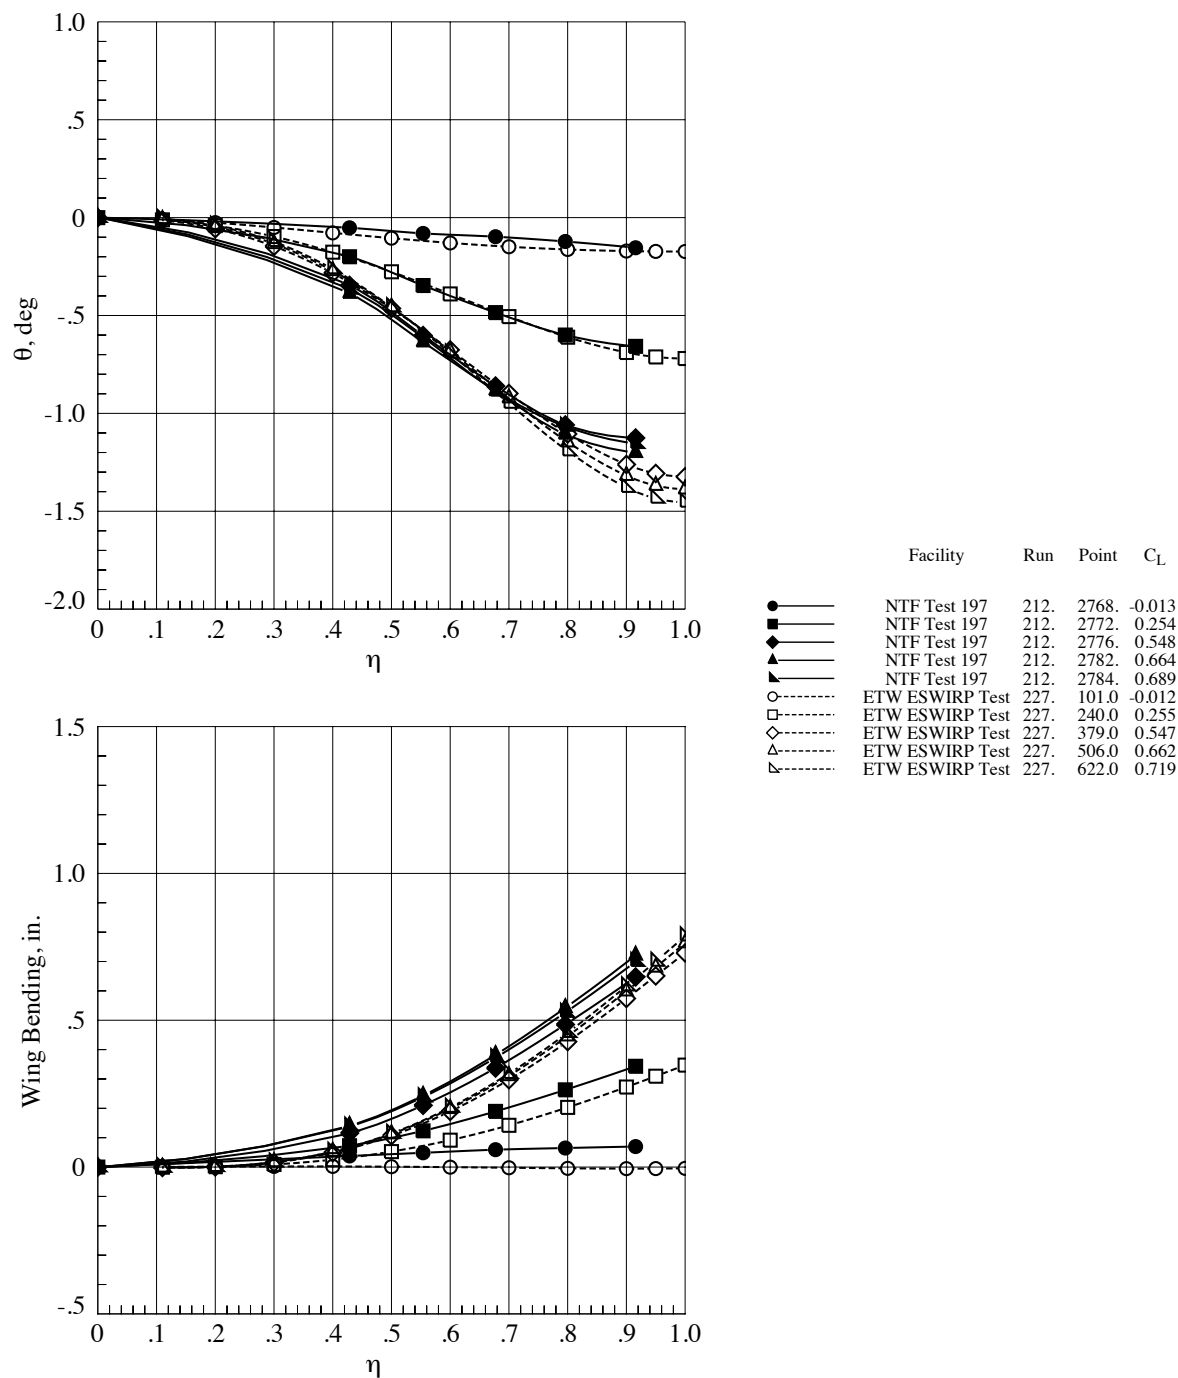 1.0
.5
0
-.5
-1.0
-1.5
-2.0
θ, deg
0 .1 .2 .3 .4 .5 .6 .7 .8 .9 1.0
η
Facility Run Point CL
NTF Test 197 212. 2768. -0.013
NTF Test 197 212. 2772. 0.254
NTF Test 197 212. 2776. 0.548
NTF Test 197 212. 2782. 0.664
NTF Test 197 212. 2784. 0.689
ETW ESWIRP Test 227. 101.0 -0.012
ETW ESWIRP Test 227. 240.0 0.255
ETW ESWIRP Test 227. 379.0 0.547
ETW ESWIRP Test 227. 506.0 0.662
ETW ESWIRP Test 227. 622.0 0.719
1.5
1.0
.5
0
-.5
Wing Bending, in.
0 .1 .2 .3 .4 .5 .6 .7 .8 .9 1.0
η